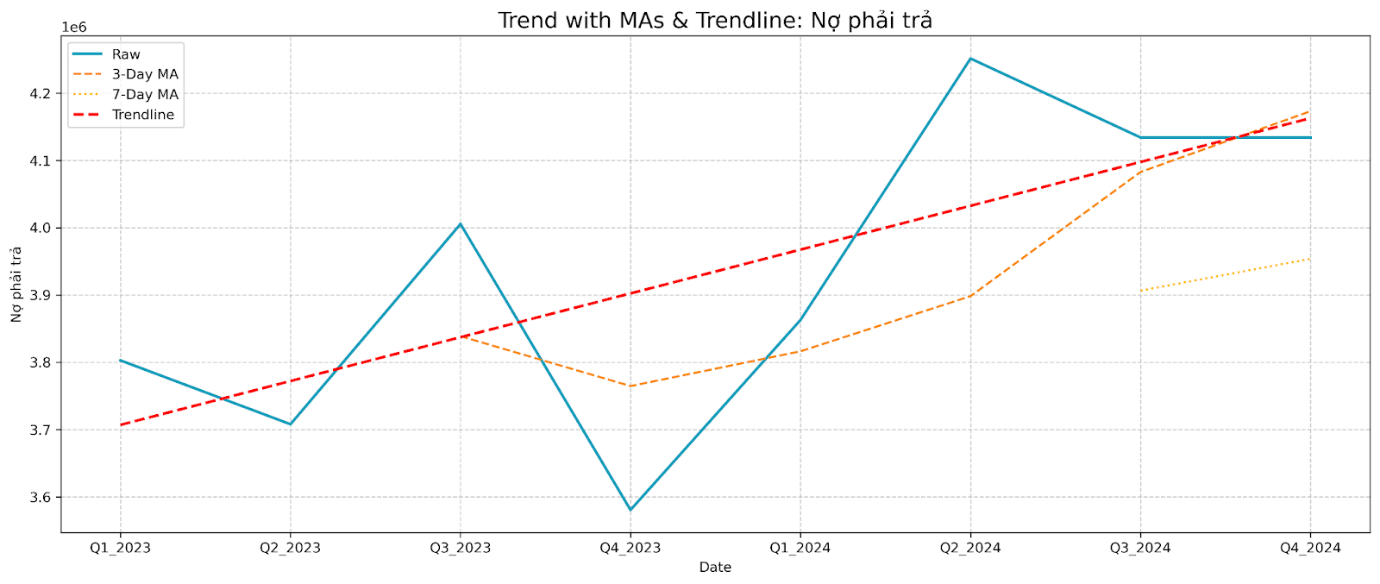 Trend with MAs & Trendline: Nợ phải trả
1e6
Raw
3-Day MA
7-Day MA
Trendline
4.2
4.1
4.0
3.9
3.8
3.7
3.6
Nợ phải trả
Q1_2023 Q2_2023 Q3_2023 Q4_2023 Q1_2024 Q2_2024 Q3_2024 Q4_2024
Date